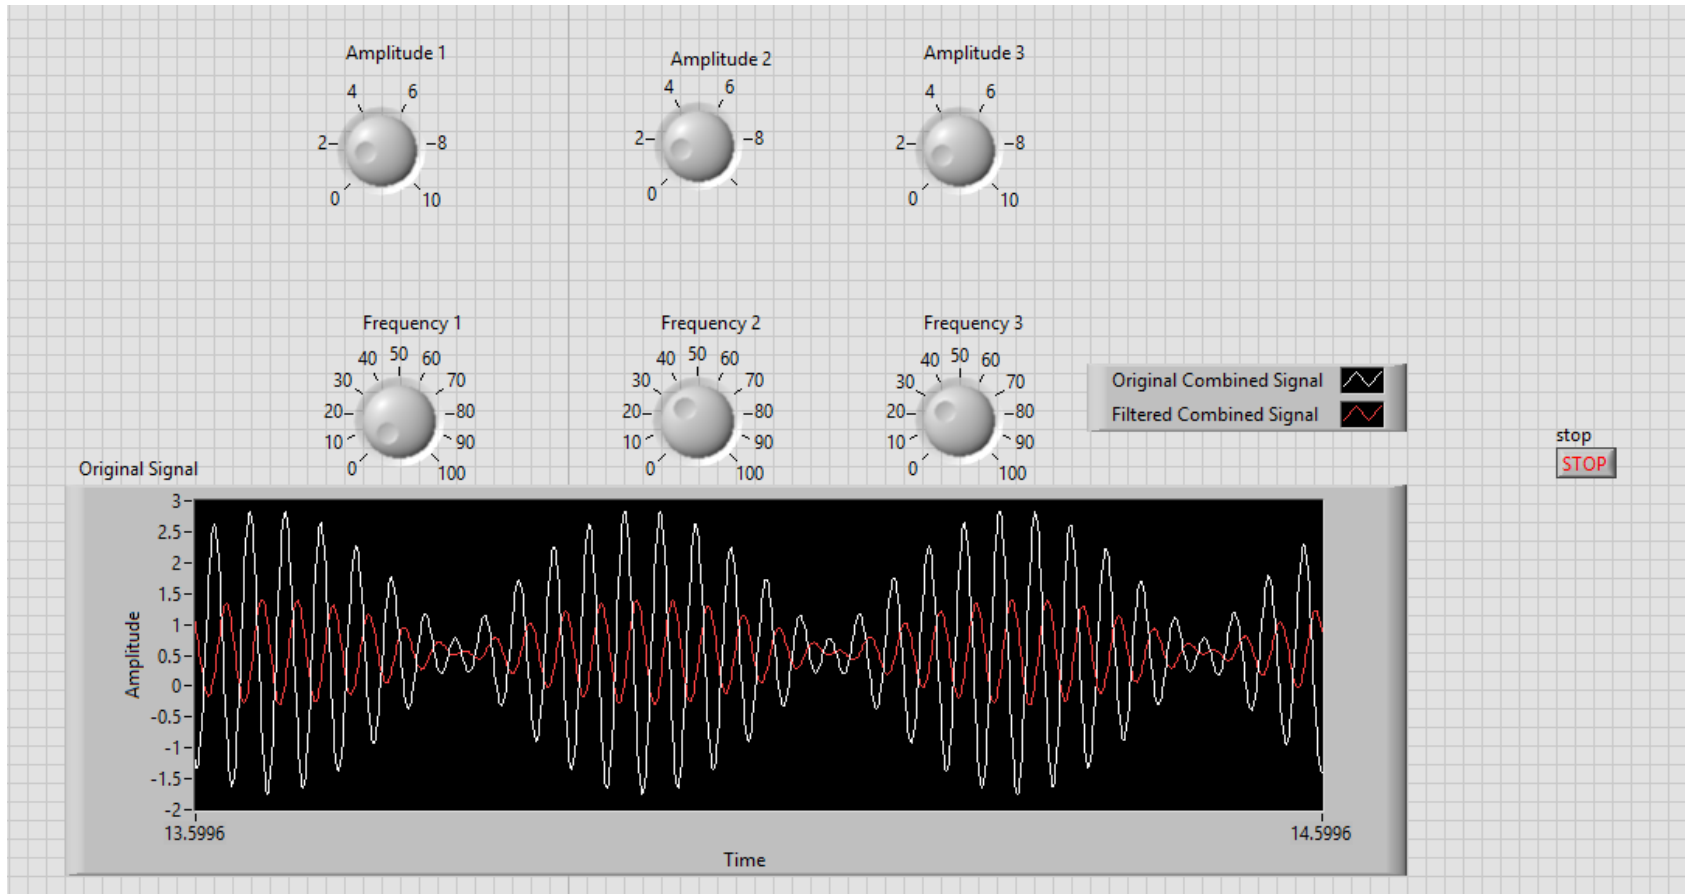 Amplitude 1
Amplitude 2
Amplitude 3
4 6
2 8
0 10
4 6
2 8
0
4 6
2 8
0 10
Frequency 1
Frequency 2
Frequency 3
40 50 60
30 70
20 80
10 90
0 100
40 50 60
30 70
20 80
10 90
0 100
40 50 60
30 70
20 80
10 90
0 100
Original Combined Signal
Filtered Combined Signal
stop
STOP
Original Signal
3
2.5
2
1.5
1
0.5
0
-0.5
-1
-1.5
-2
Amplitude
13.5996 14.5996
Time